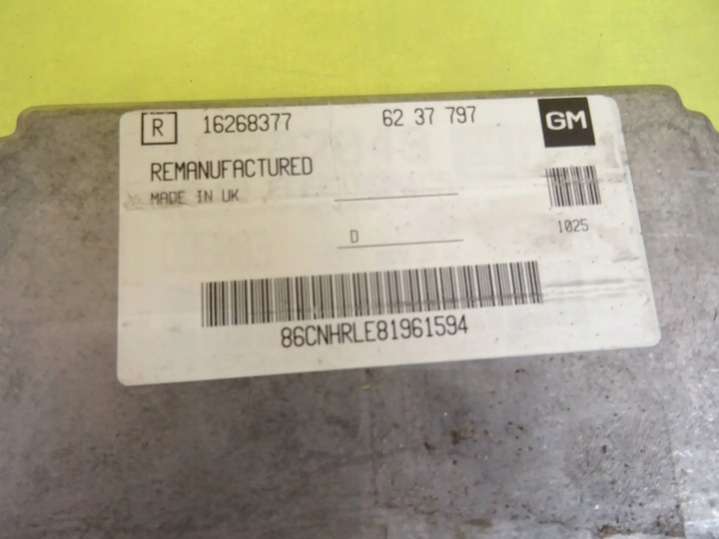 R 16268377 62 37 797 GM
REMANUFACTURED
MADE IN UK
1025
D
86CNHRLE81961594